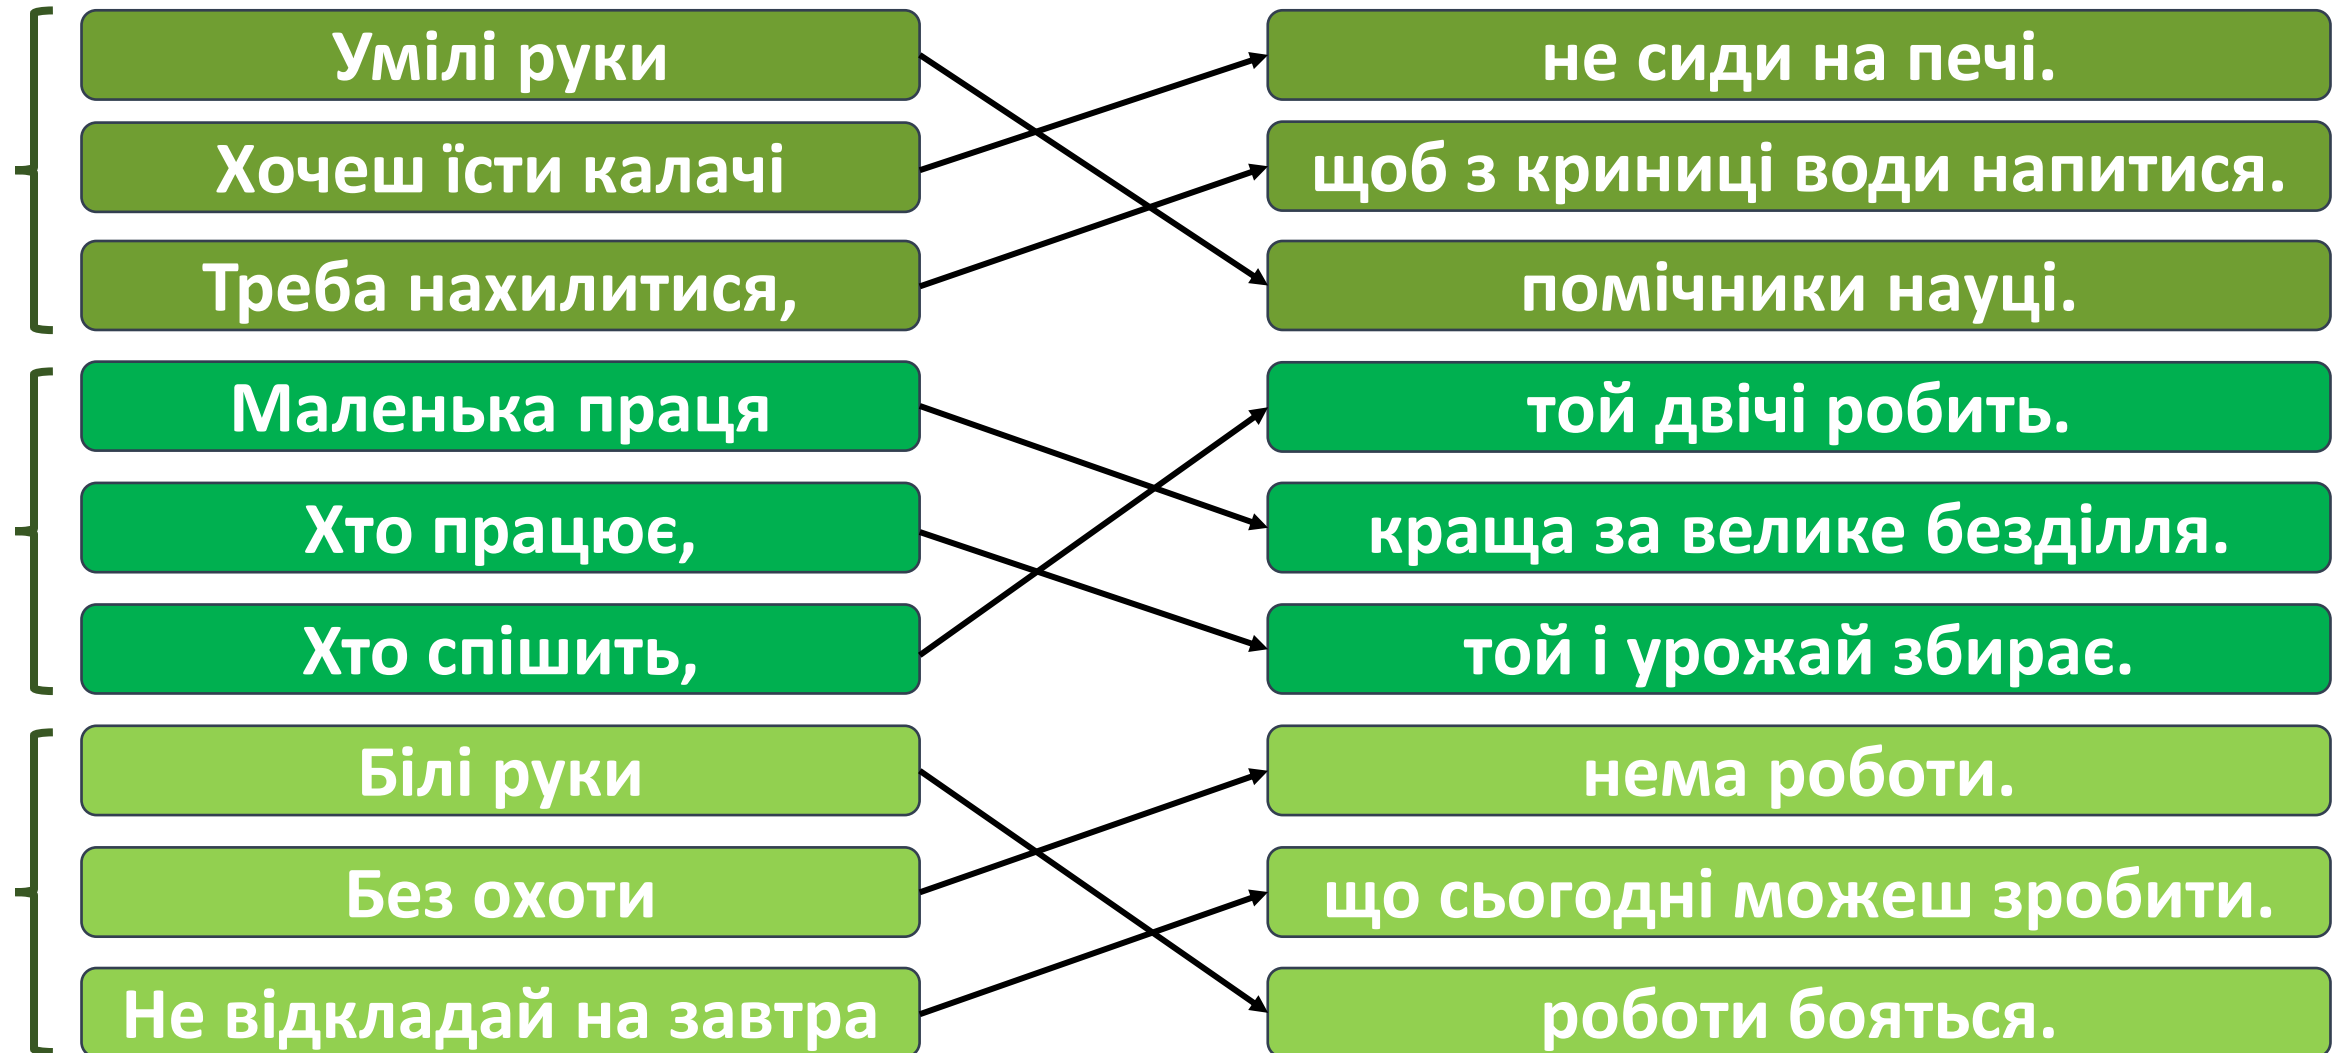 Умілі руки
не сиди на печі.
Хочеш їсти калачі
щоб з криниці води напитися.
Треба нахилитися,
помічники науці.
Маленька праця
той двічі робить.
Хто працює,
краща за велике безділля.
Хто спішить,
той і урожай збирає.
Білі руки
нема роботи.
Без охоти
що сьогодні можеш зробити.
Не відкладай на завтра
роботи бояться.